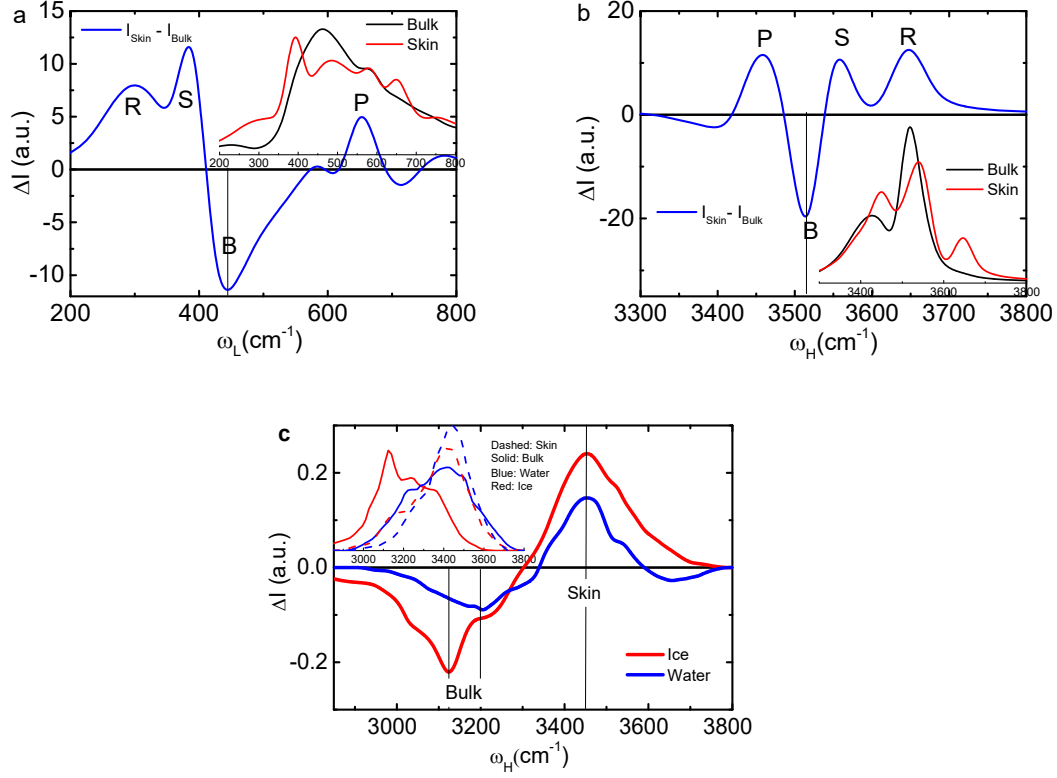 a
I_Skin - I_Bulk
Bulk
Skin
R
S
P
B
15
10
5
0
-5
-10
ΔI (a.u.)
200 300 400 500 600 700 800
200 400 600 800
ω_L(cm⁻¹)
b
P
S
R
B
20
0
-20
ΔI (a.u.)
I_Skin- I_Bulk
Bulk
Skin
3400 3600 3800
3300 3400 3500 3600 3700 3800
ω_H(cm⁻¹)
c
Dashed: Skin
Solid: Bulk
Blue: Water
Red: Ice
3000 3200 3400 3600 3800
0.2
0.0
-0.2
ΔI (a.u.)
Skin
Bulk
Ice
Water
3000 3200 3400 3600 3800
ω_H(cm⁻¹)